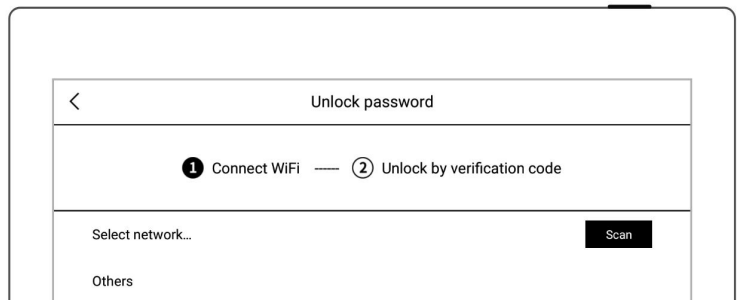 Unlock password
1 Connect WiFi ---- 2 Unlock by verification code
Select network...
Scan
Others